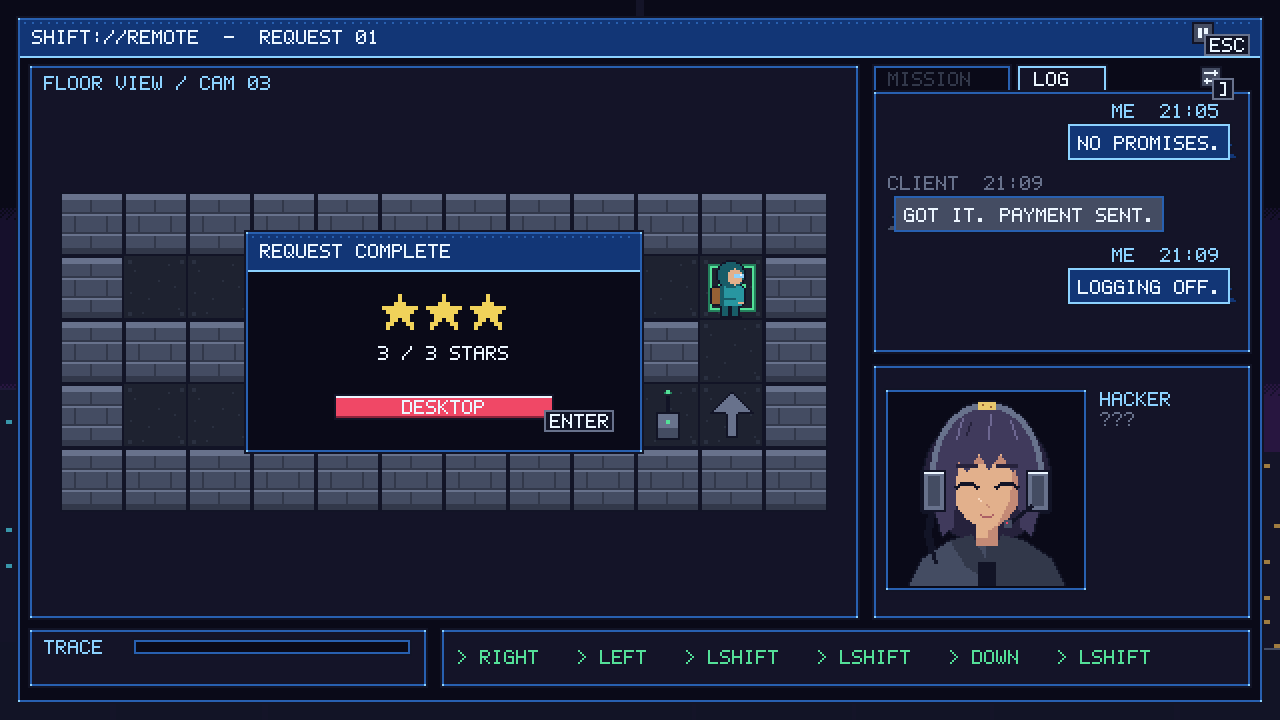 SHIFT://REMOTE – REQUEST 01
ESC
FLOOR VIEW / CAM 03
MISSION
LOG
]
ME 21:05
NO PROMISES.
CLIENT 21:09
GOT IT. PAYMENT SENT.
ME 21:09
LOGGING OFF.
REQUEST COMPLETE
3 / 3 STARS
DESKTOP
ENTER
HACKER
???
TRACE
> RIGHT > LEFT > LSHIFT > LSHIFT > DOWN > LSHIFT